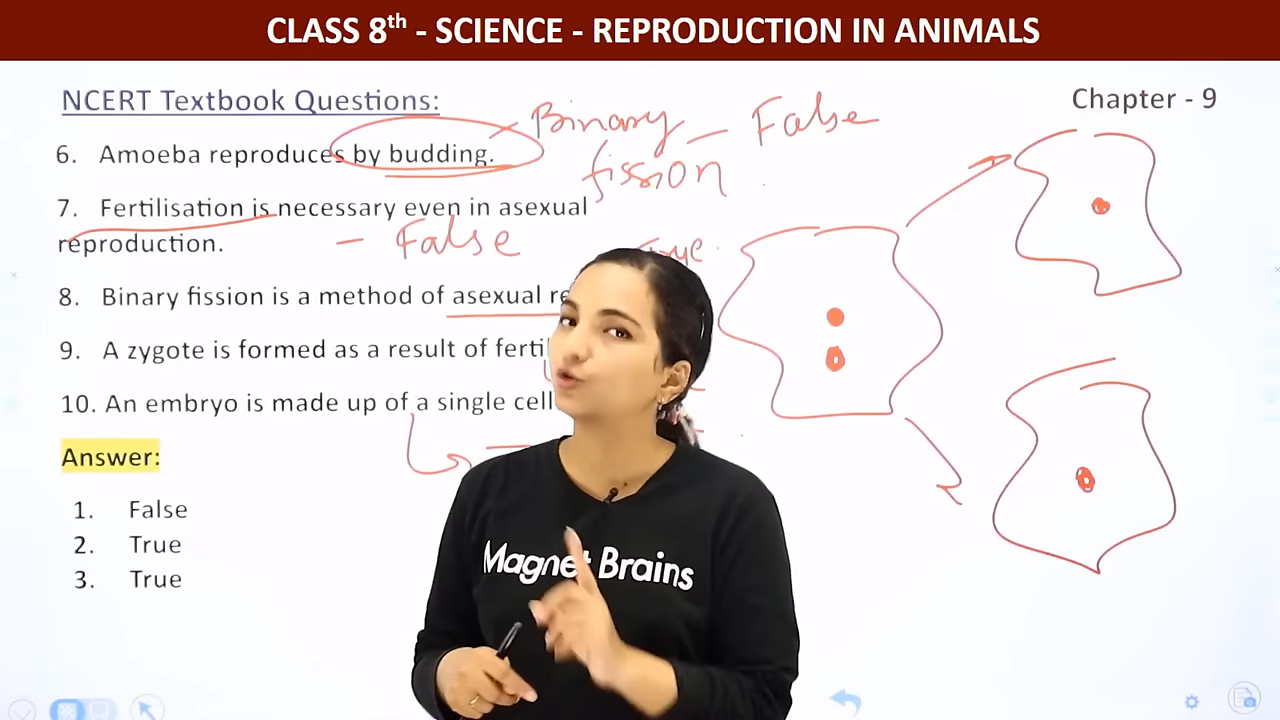 CLASS 8th - SCIENCE - REPRODUCTION IN ANIMALS
NCERT Textbook Questions:
Chapter - 9
Binary fission - False
6. Amoeba reproduces by budding.
7. Fertilisation is necessary even in asexual
reproduction.
- False
True
8. Binary fission is a method of asexual
9. A zygote is formed as a result of
10. An embryo is made up of a single cell
Answer:
1. False
2. True
3. True
Magnet Brains